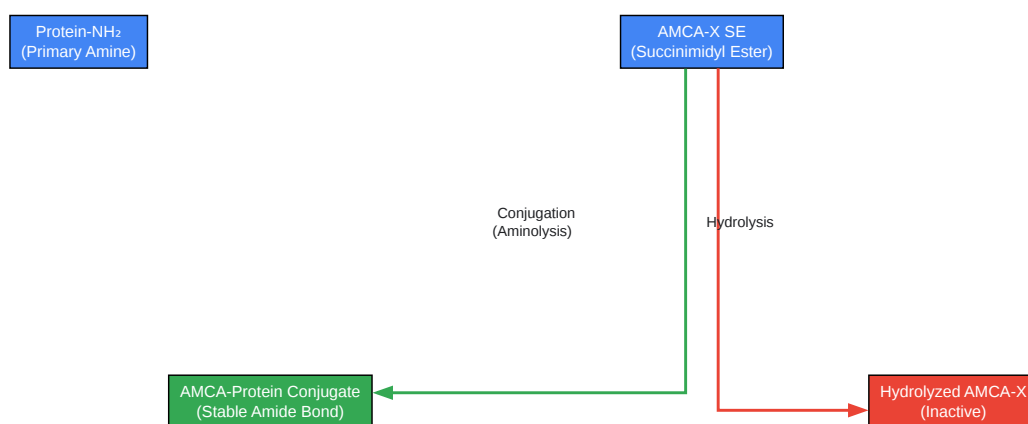 Protein-NH₂
(Primary Amine)
AMCA-X SE
(Succinimidyl Ester)
Conjugation
(Aminolysis)
Hydrolysis
AMCA-Protein Conjugate
(Stable Amide Bond)
Hydrolyzed AMCA-X
(Inactive)